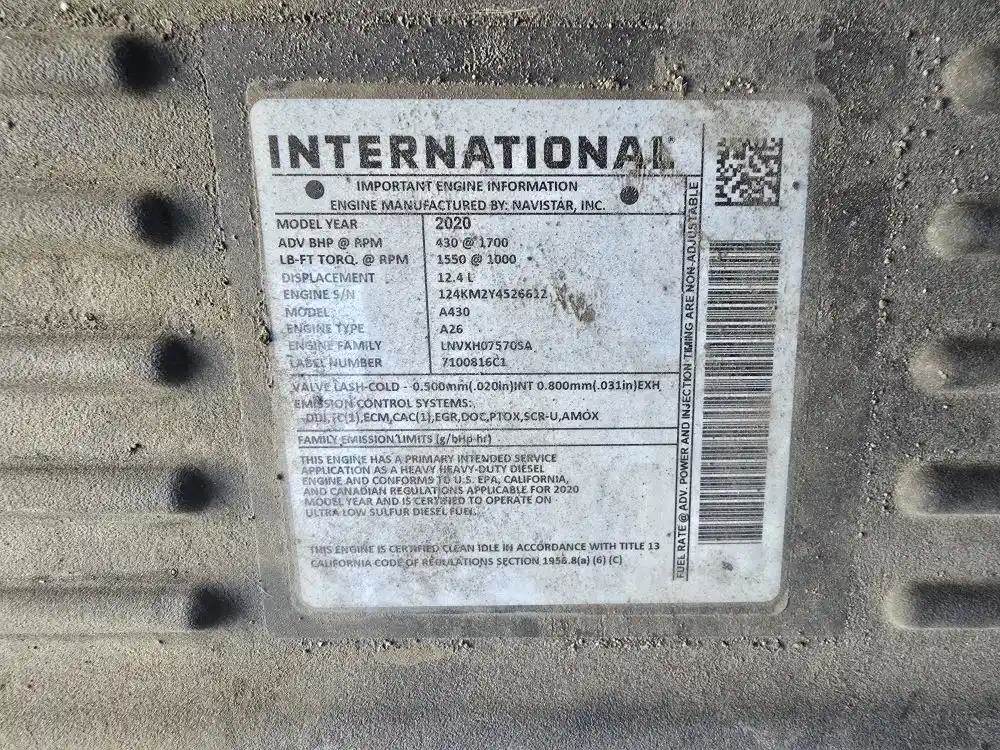 INTERNATIONAL
IMPORTANT ENGINE INFORMATION
ENGINE MANUFACTURED BY: NAVISTAR, INC.
MODEL YEAR 2020
ADV BHP @ RPM 430 @ 1700
LB-FT TORQ. @ RPM 1550 @ 1000
DISPLACEMENT 12.4 L
ENGINE S/N 124KM2Y4526612
MODEL A430
ENGINE TYPE A26
ENGINE FAMILY LNVXH07570SA
LABEL NUMBER 7100816C1
VALVE LASH-COLD - 0.500mm(.020in)INT 0.800mm(.031in)EXH
EMISSION CONTROL SYSTEMS:
DDI,TC(1),ECM,CAC(1),EGR,DOC,PTOX,SCR-U,AMOX
FAMILY EMISSION LIMITS (g/bHp-hr)
THIS ENGINE HAS A PRIMARY INTENDED SERVICE
APPLICATION AS A HEAVY HEAVY-DUTY DIESEL
ENGINE AND CONFORMS TO U.S. EPA, CALIFORNIA,
AND CANADIAN REGULATIONS APPLICABLE FOR 2020
MODEL YEAR AND IS CERTIFIED TO OPERATE ON
ULTRA LOW SULFUR DIESEL FUEL.
THIS ENGINE IS CERTIFIED CLEAN IDLE IN ACCORDANCE WITH TITLE 13
CALIFORNIA CODE OF REGULATIONS SECTION 1956.8(a) (6) (C)
FUEL RATE @ ADV. POWER AND INJECTION TIMING ARE NON-ADJUSTABLE